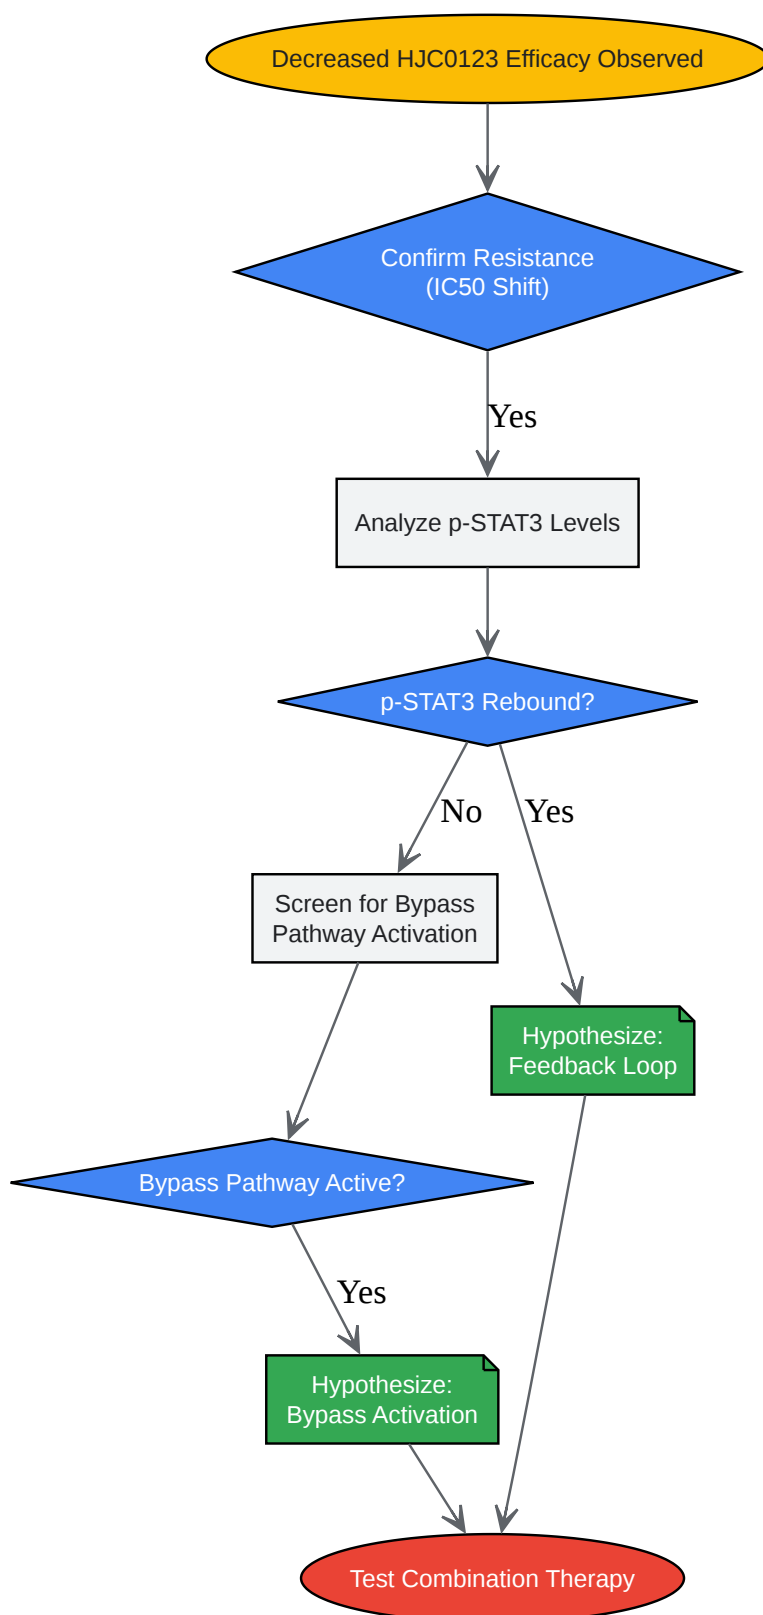 Decreased HJC0123 Efficacy Observed
Confirm Resistance
(IC50 Shift)
Yes
Analyze p-STAT3 Levels
p-STAT3 Rebound?
No
Yes
Screen for Bypass
Pathway Activation
Hypothesize:
Feedback Loop
Bypass Pathway Active?
Yes
Hypothesize:
Bypass Activation
Test Combination Therapy